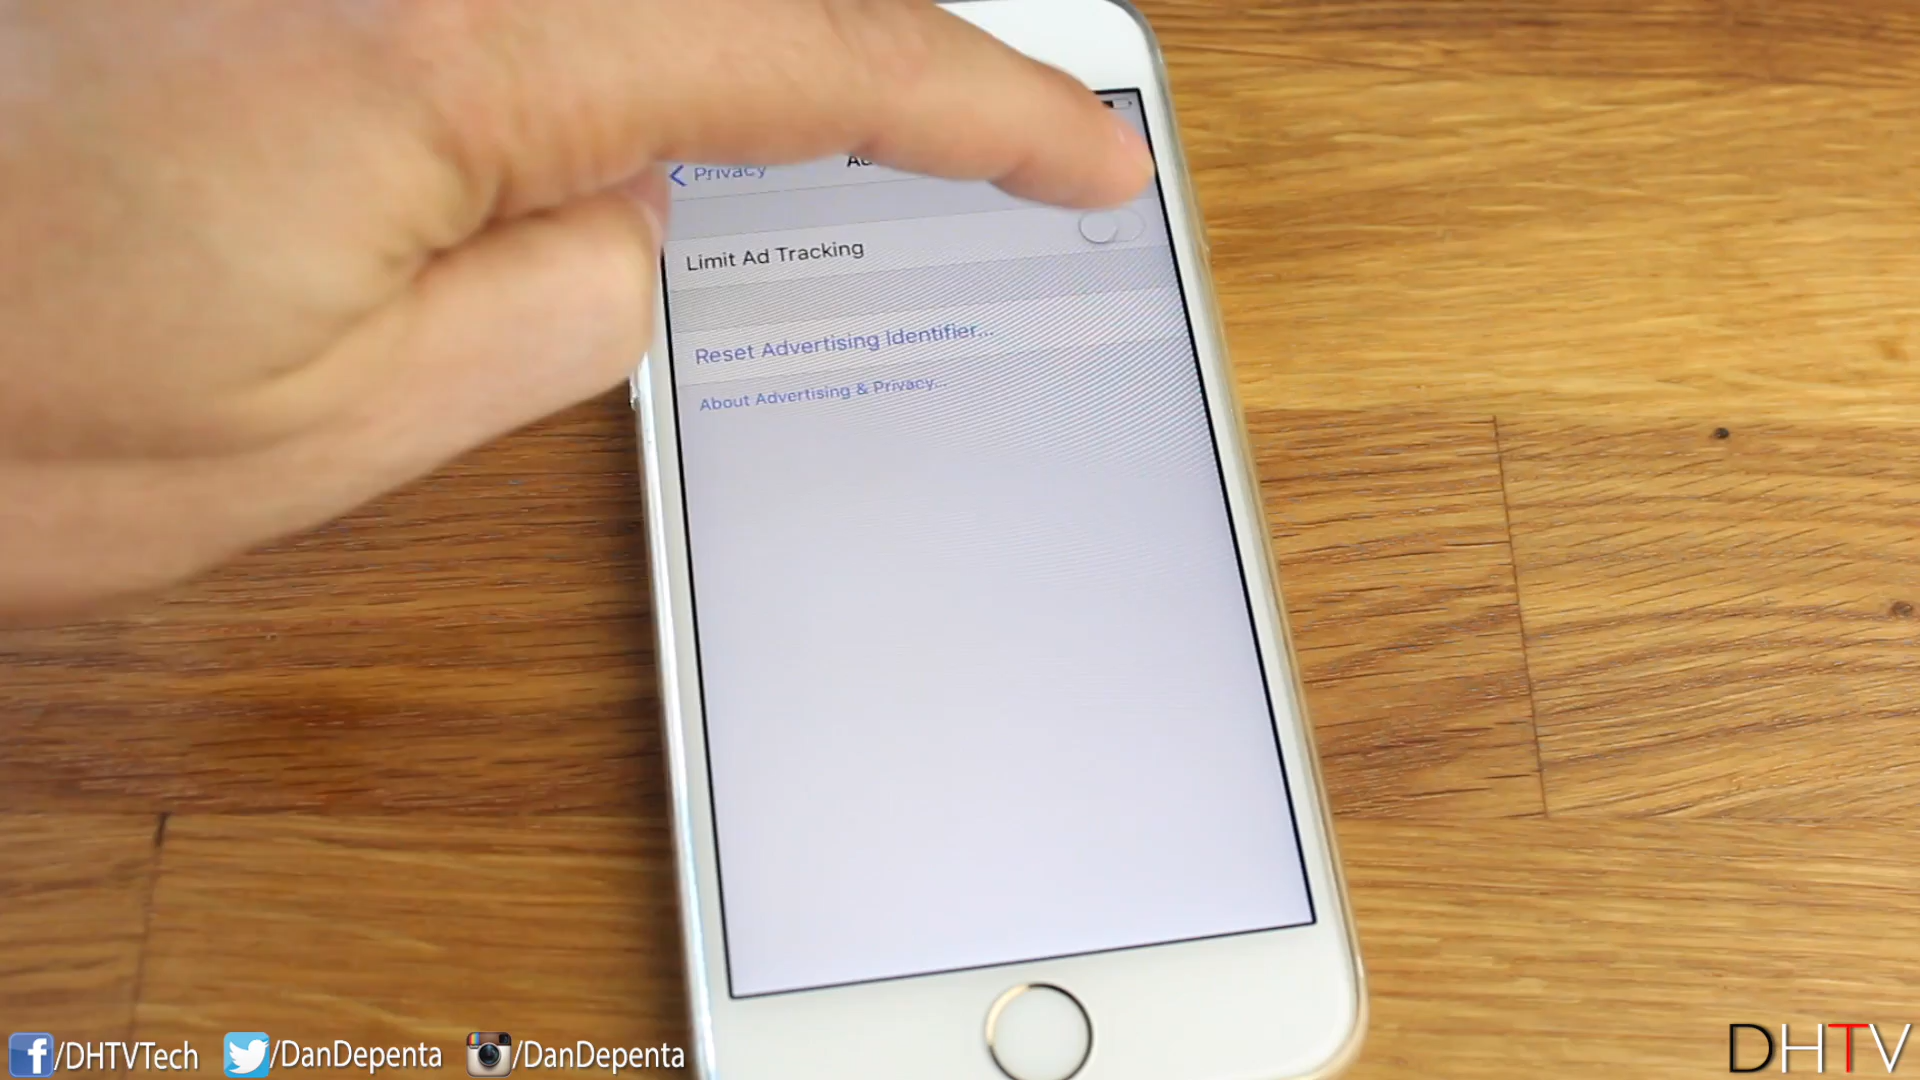 Privacy
Limit Ad Tracking
Reset Advertising Identifier...
About Advertising & Privacy...
/DHTVTech
/DanDepenta
/DanDepenta
DHTV